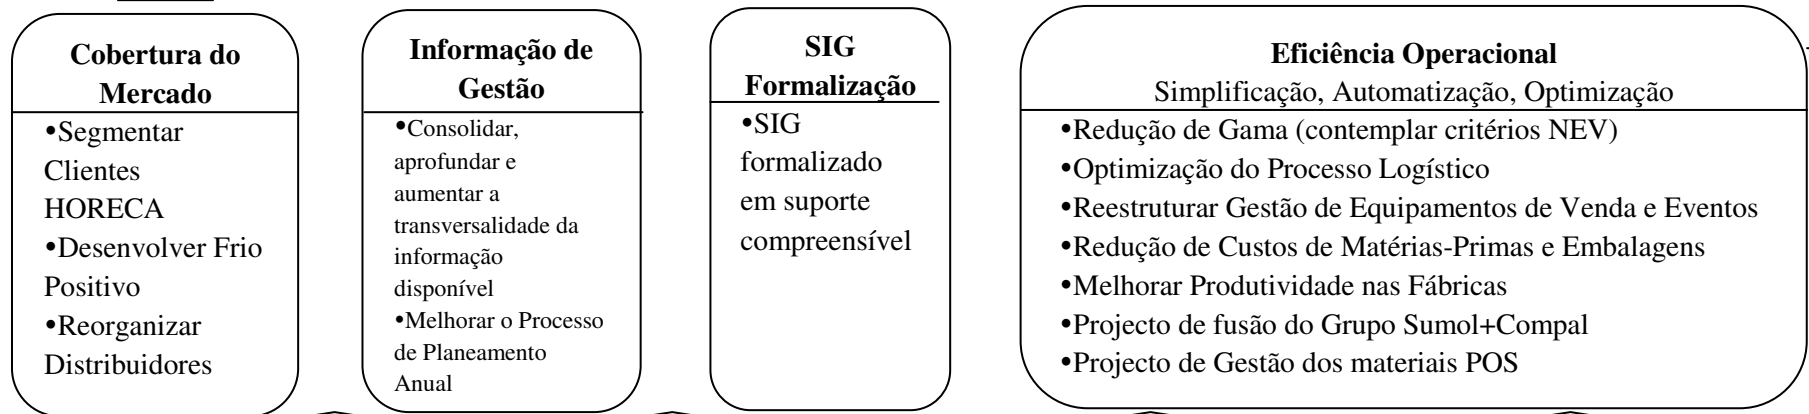 Cobertura do
Mercado
•Segmentar
Clientes
HORECA
•Desenvolver Frio
Positivo
•Reorganizar
Distribuidores
Informação de
Gestão
•Consolidar,
aprofundar e
aumentar a
transversalidade da
informação
disponível
•Melhorar o Processo
de Planeamento
Anual
SIG
Formalização
•SIG
formalizado
em suporte
compreensível
Eficiência Operacional
Simplificação, Automatização, Optimização
•Redução de Gama (contemplar critérios NEV)
•Optimização do Processo Logístico
•Reestruturar Gestão de Equipamentos de Venda e Eventos
•Redução de Custos de Matérias-Primas e Embalagens
•Melhorar Produtividade nas Fábricas
•Projecto de fusão do Grupo Sumol+Compal
•Projecto de Gestão dos materiais POS